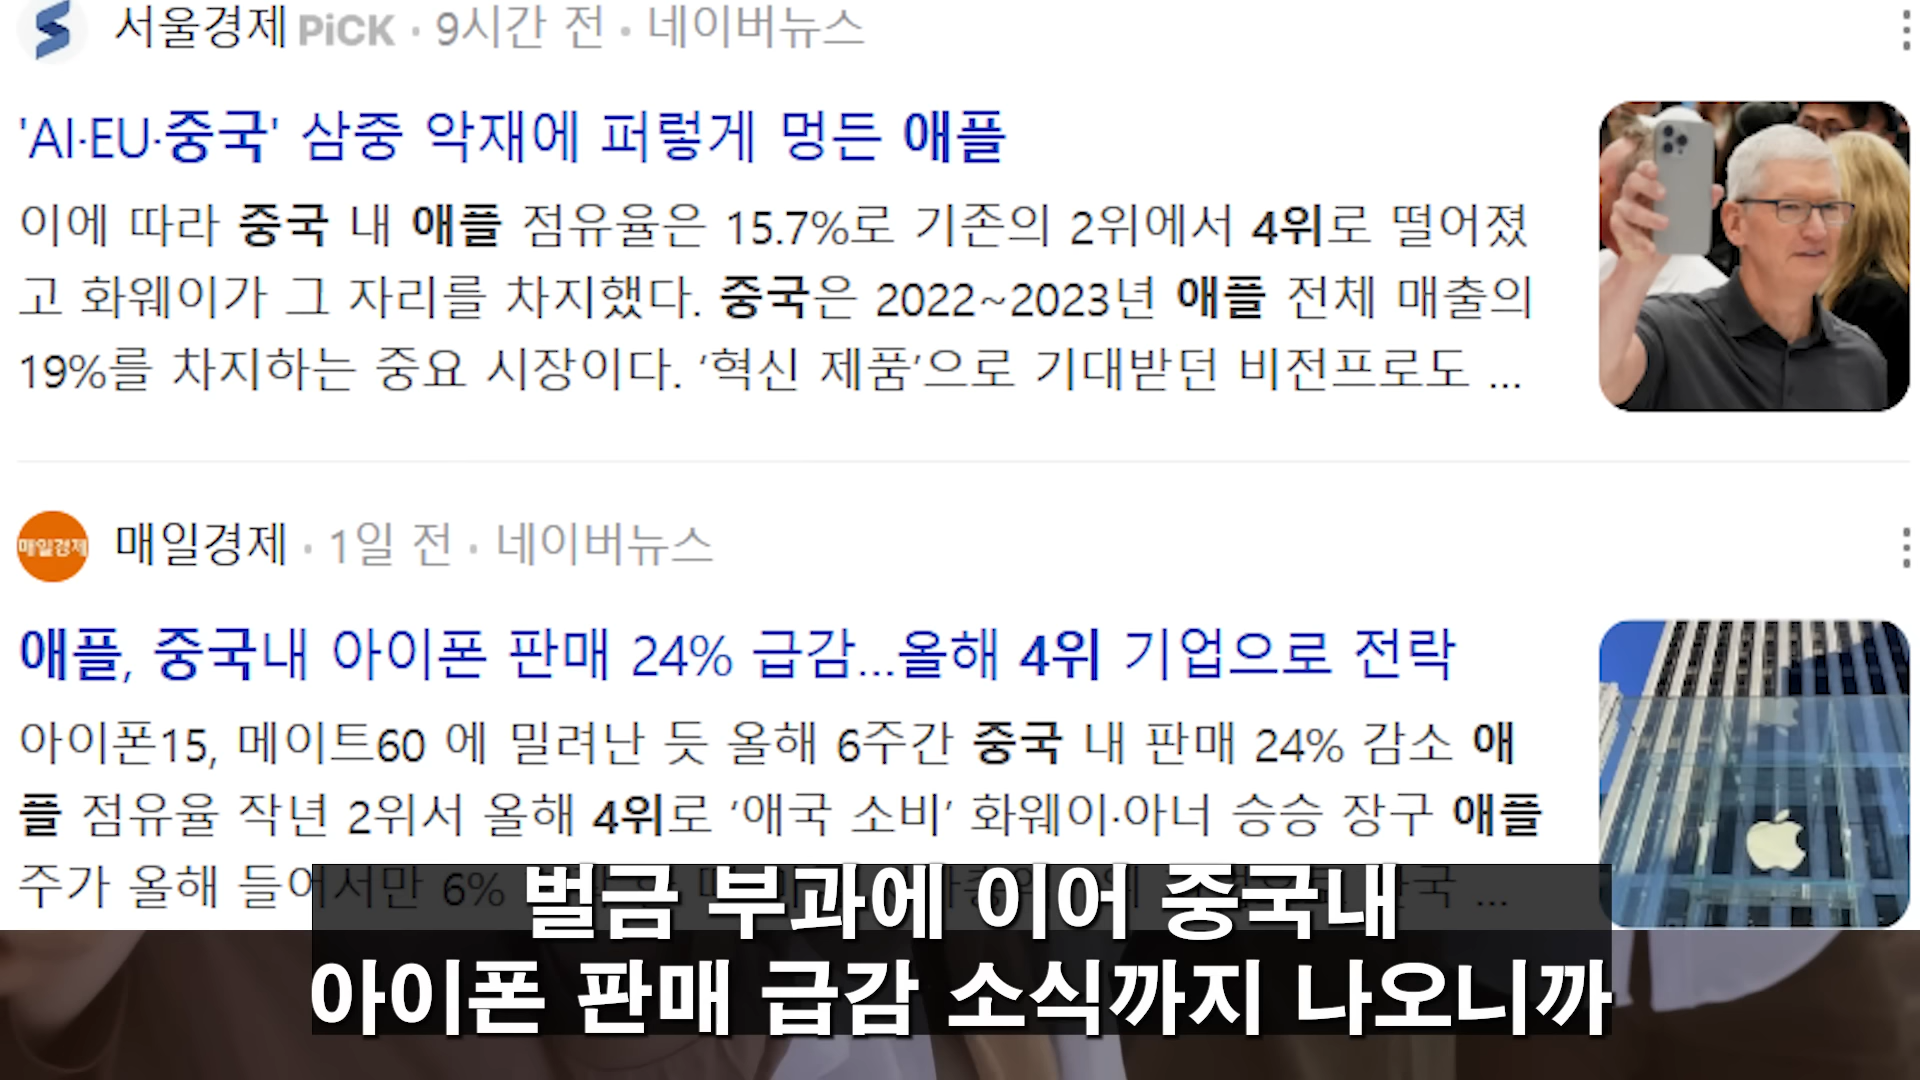 서울경제 PiCK · 9시간 전 · 네이버뉴스
'AI·EU·중국' 삼중 악재에 퍼렇게 멍든 애플
이에 따라 중국 내 애플 점유율은 15.7%로 기존의 2위에서 4위로 떨어졌
고 화웨이가 그 자리를 차지했다. 중국은 2022~2023년 애플 전체 매출의
19%를 차지하는 중요 시장이다. ‘혁신 제품’으로 기대받던 비전프로도 ...
매일경제
매일경제 · 1일 전 · 네이버뉴스
애플, 중국내 아이폰 판매 24% 급감...올해 4위 기업으로 전락
아이폰15, 메이트60 에 밀려난 듯 올해 6주간 중국 내 판매 24% 감소 애
플 점유율 작년 2위서 올해 4위로 ‘애국 소비’ 화웨이·아너 승승 장구 애플
주가 올해 들어서만 6% ...
벌금 부과에 이어 중국내
아이폰 판매 급감 소식까지 나오니까